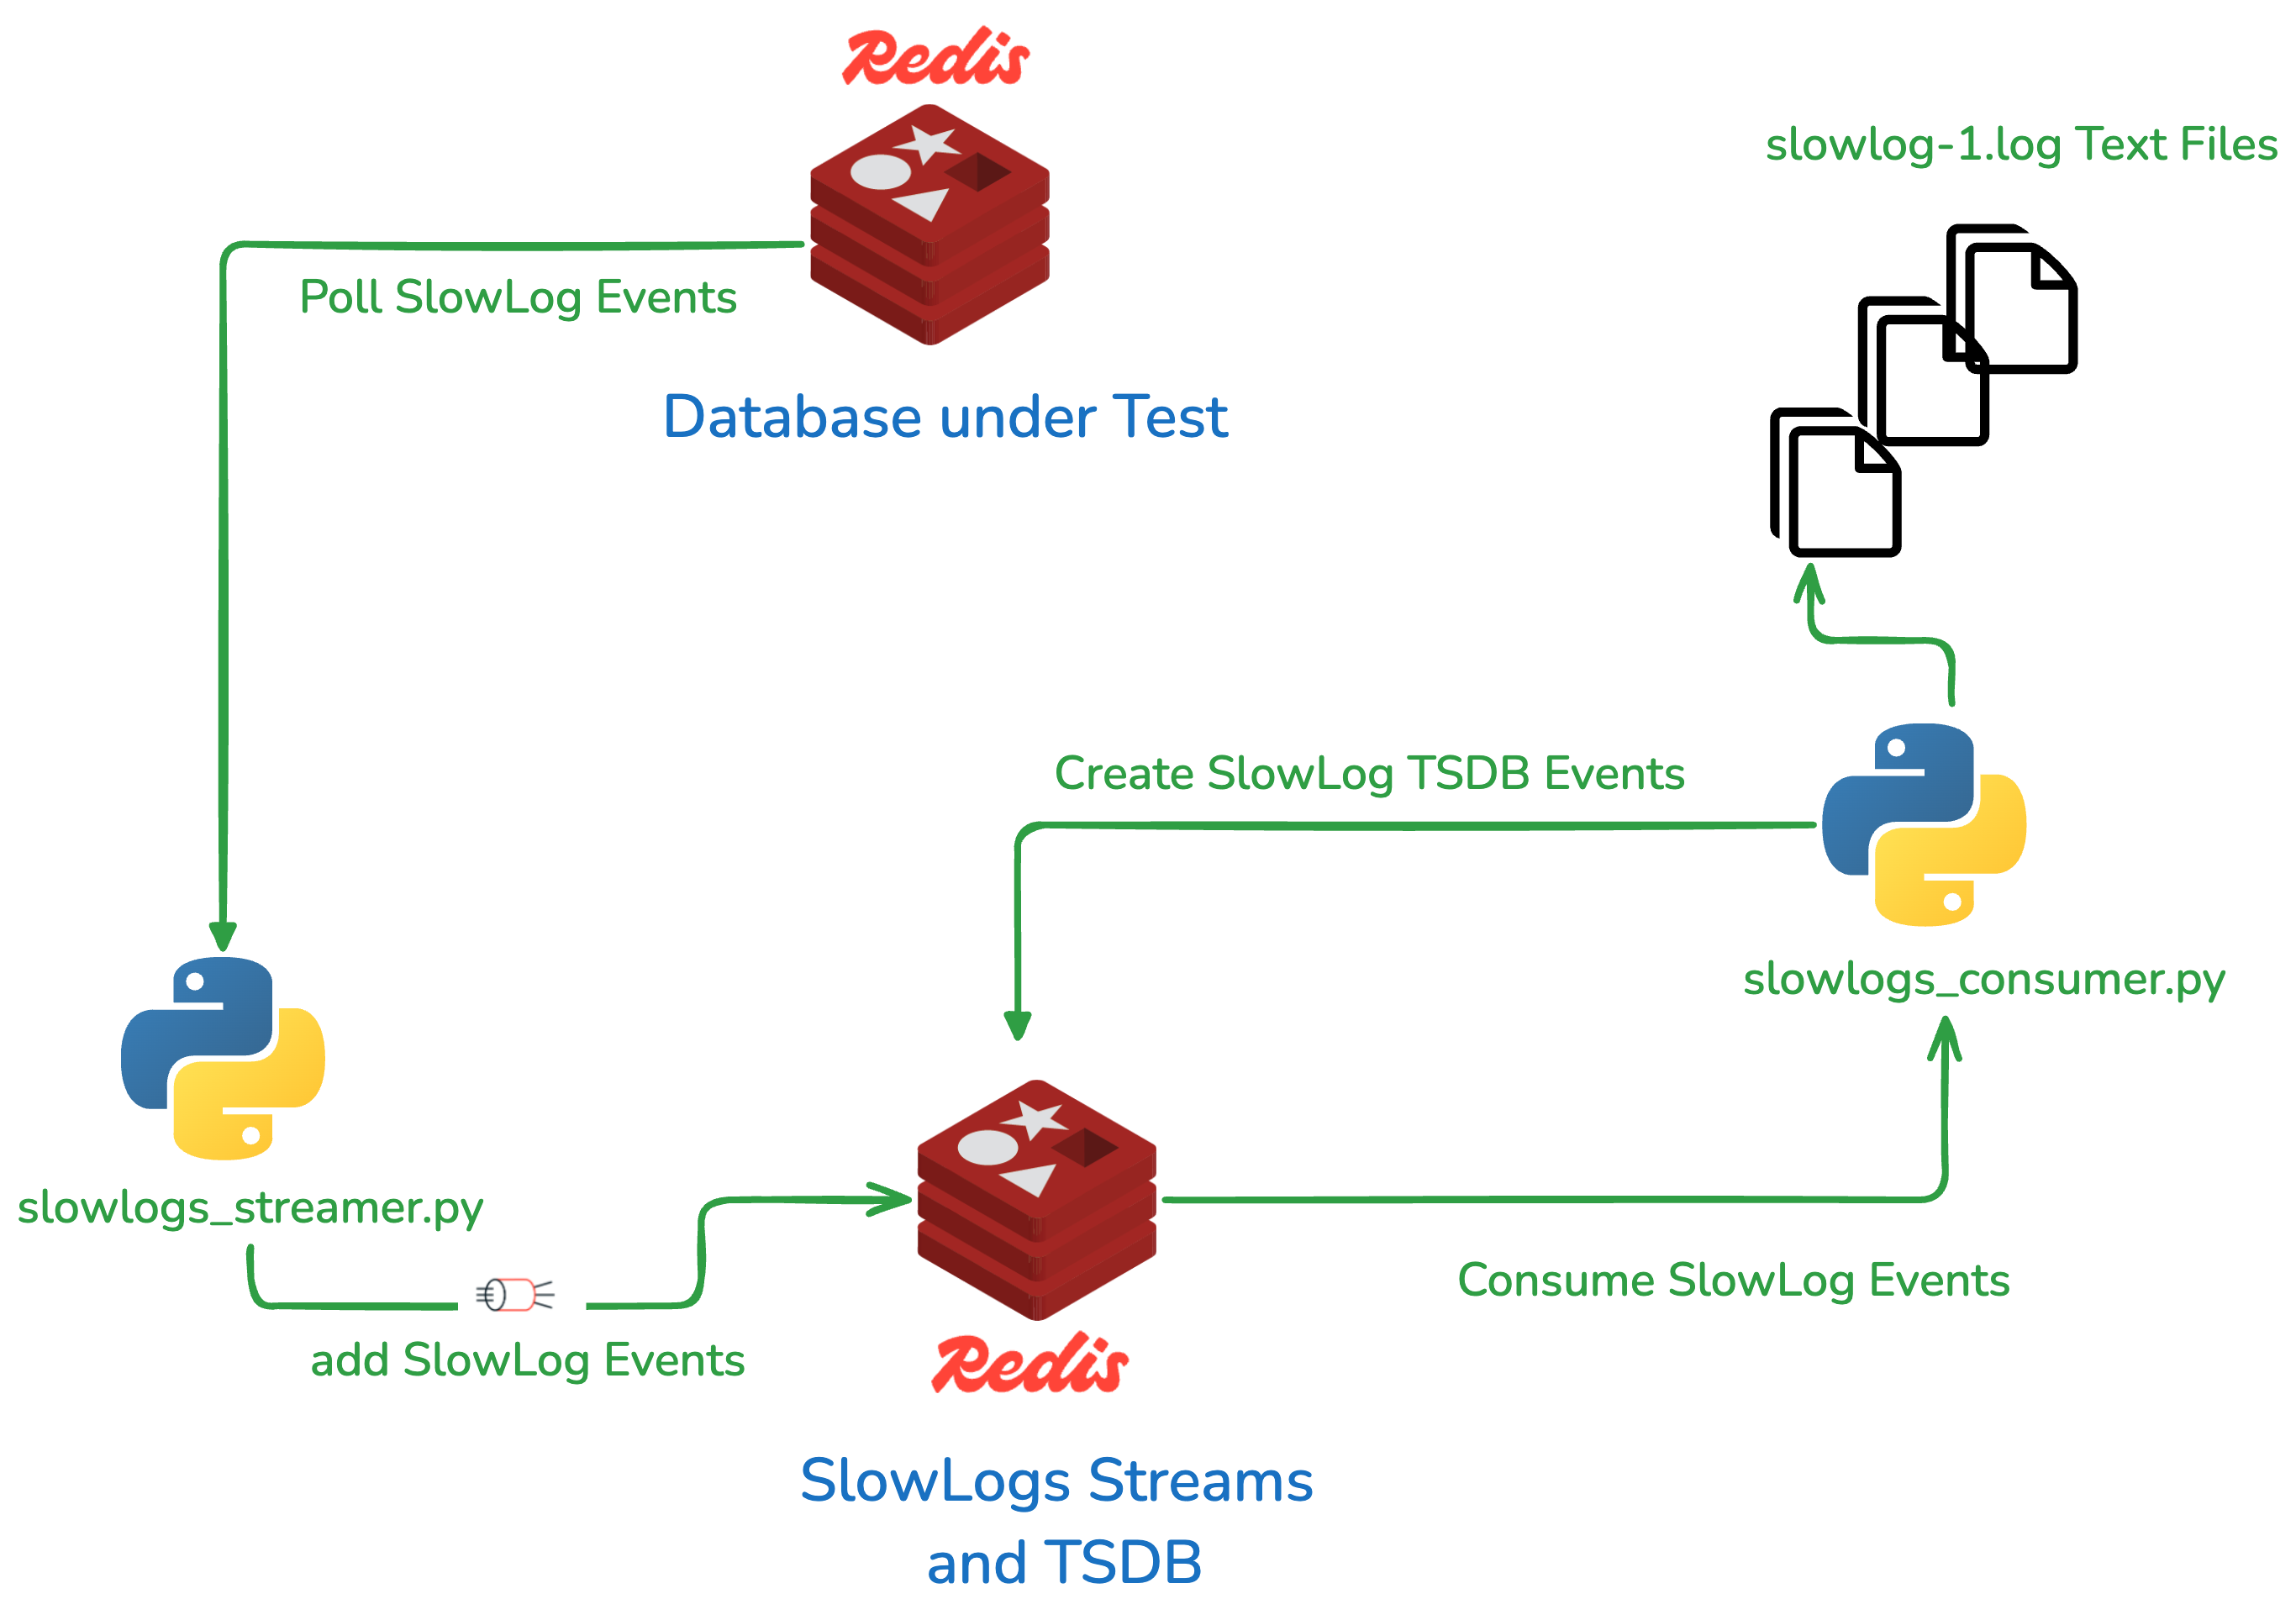 Redis
slowlog-1.log Text Files
Poll SlowLog Events
Database under Test
Create SlowLog TSDB Events
slowlogs_consumer.py
slowlogs_streamer.py
Consume SlowLog Events
add SlowLog Events
Redis
SlowLogs Streams
and TSDB